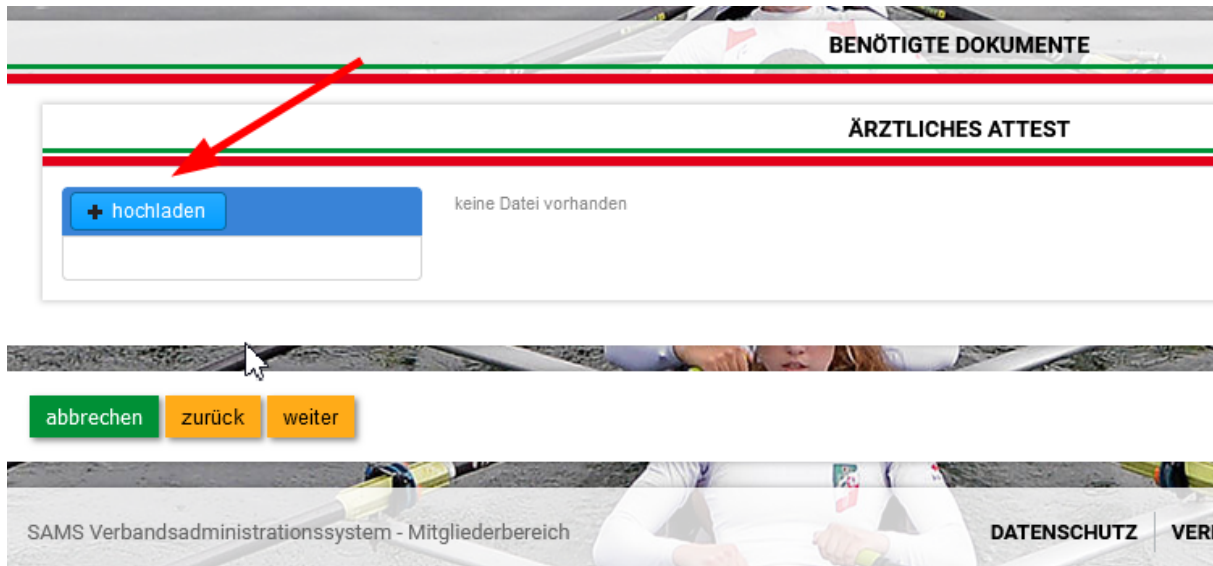 BENÖTIGTE DOKUMENTE
ÄRZTLICHES ATTEST
hochladen
keine Datei vorhanden
abbrechen zurück weiter
SAMS Verbandsadministrationssystem - Mitgliederbereich DATENSCHUTZ